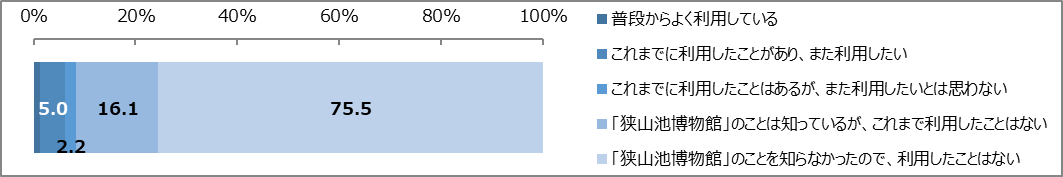 0% 20% 40% 60% 80% 100%
5.0 16.1 75.5
2.2
普段からよく利用している
これまでに利用したことがあり、また利用したい
これまでに利用したことはあるが、また利用したいとは思わない
「狭山池博物館」のことは知っているが、これまで利用したことはない
「狭山池博物館」のことを知らなかったので、利用したことはない